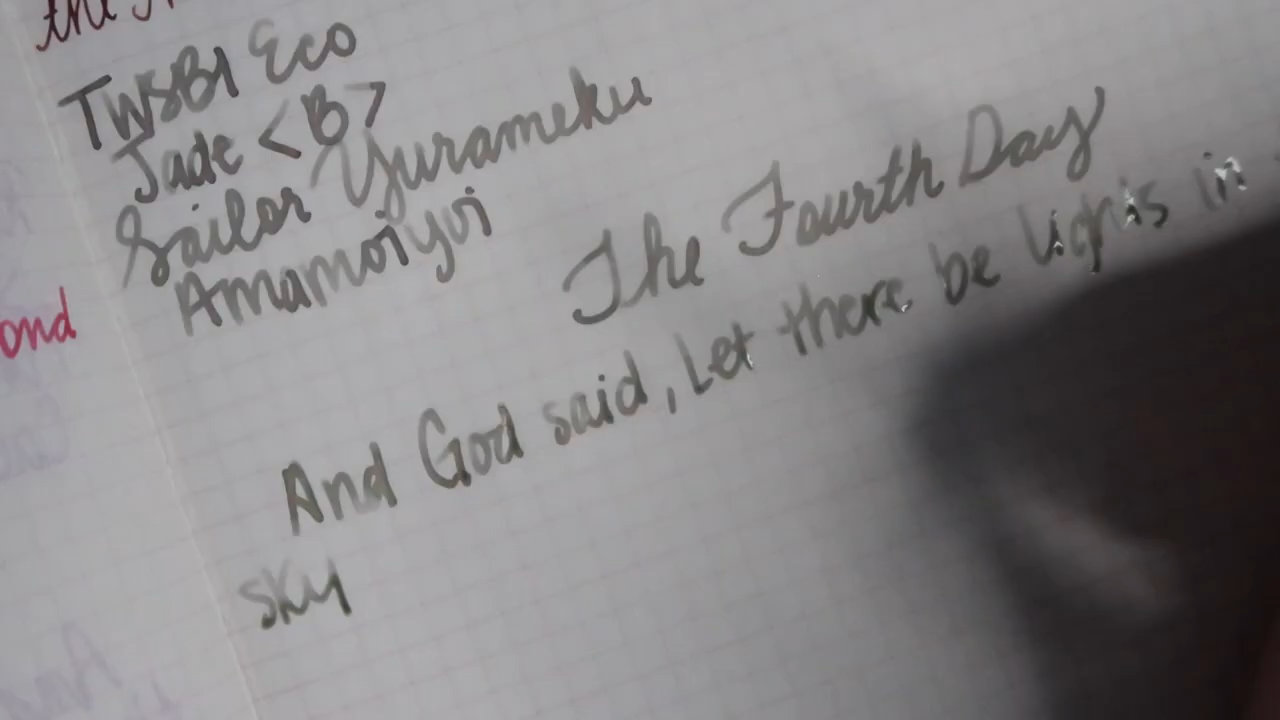 the
TWSBI Eco
Jade <B>
Sailor Yurameku
Amamoiyoi
ond
The Fourth Day
And God said, Let there be lights in
sky